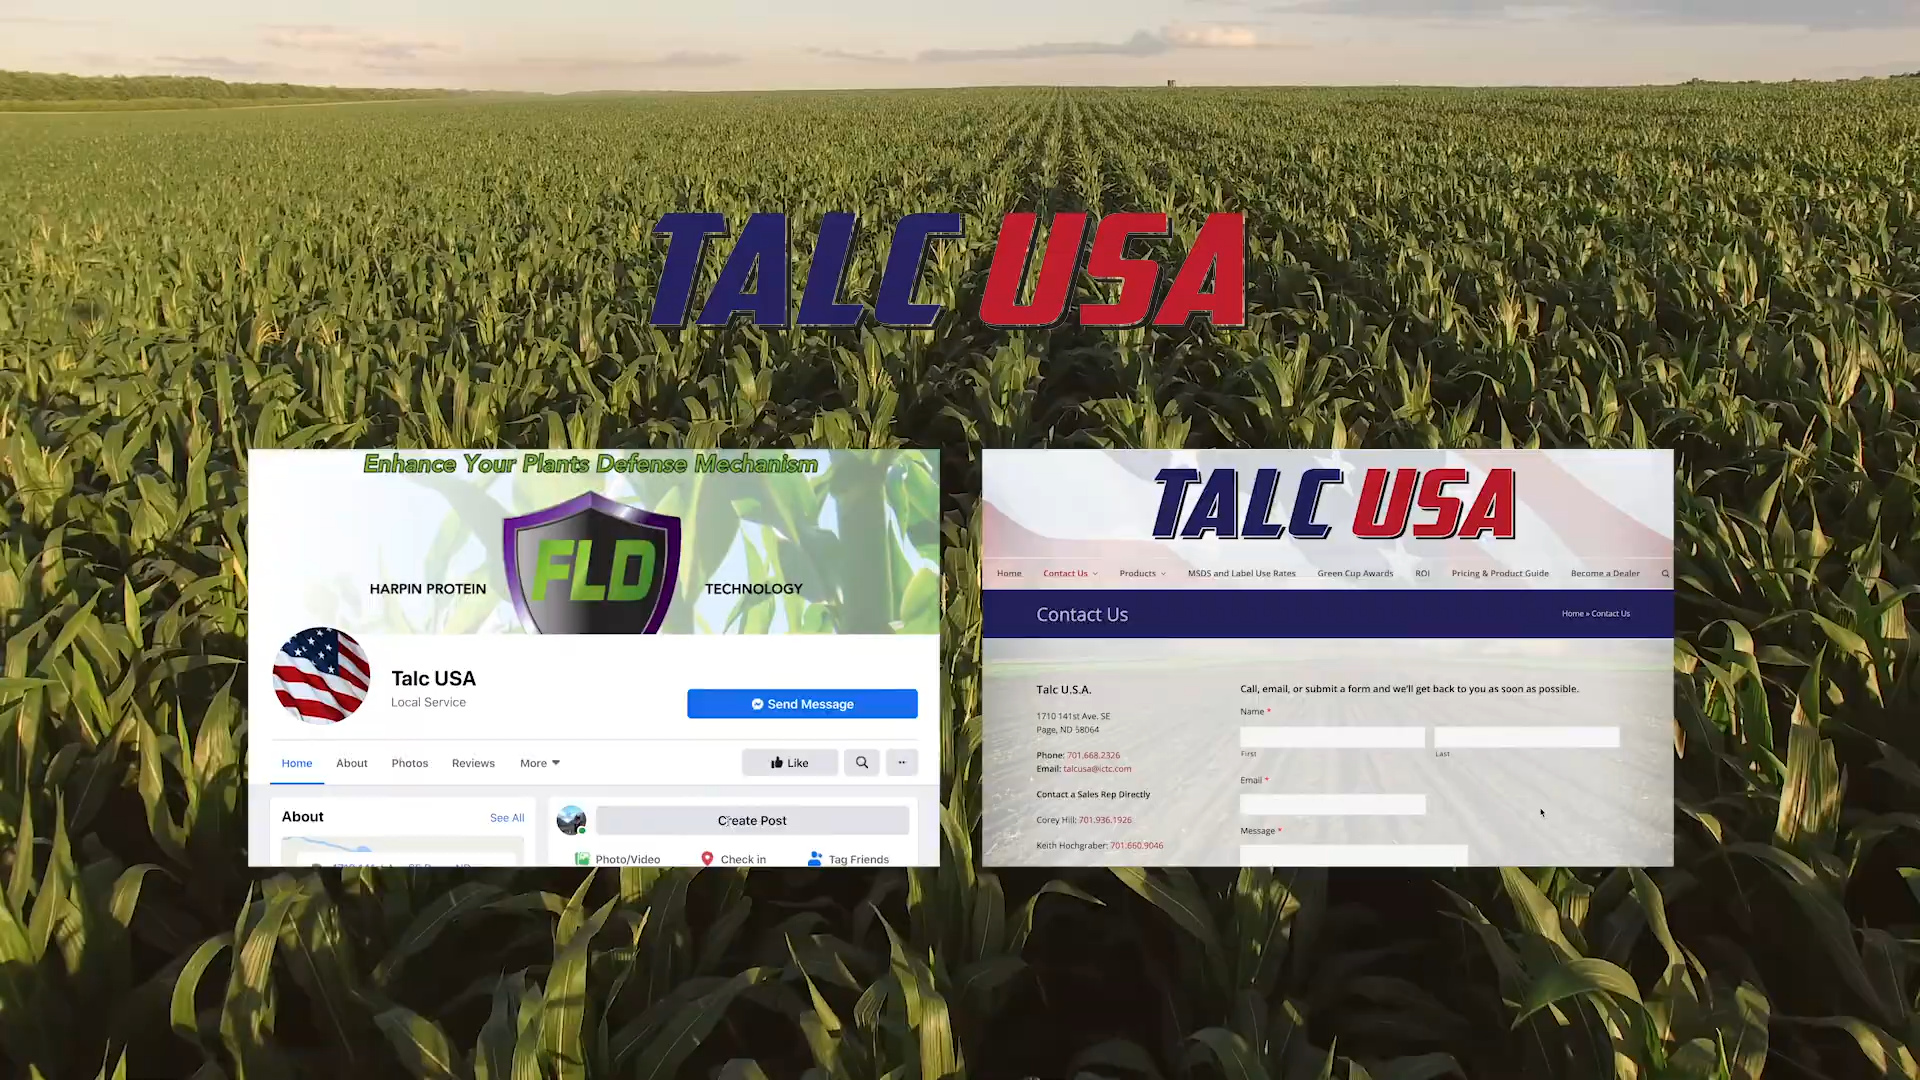 TALC USA
Enhance Your Plants Defense Mechanism
FLD
HARPIN PROTEIN
TECHNOLOGY
Talc USA
Local Service
Send Message
Home
About
Photos
Reviews
More
Like
About
See All
Create Post
Photo/Video
Check in
Tag Friends
TALC USA
Home
Contact Us
Products
MSDS and Label Use Rates
Green Cup Awards
ROI
Pricing & Product Guide
Become a Dealer
Contact Us
Home » Contact Us
Talc U.S.A.
1710 141st Ave. SE
Page, ND 58064
Phone: 701.668.2326
Email: talcusa@ictc.com
Contact a Sales Rep Directly
Corey Hill: 701.936.1926
Keith Hochgraber: 701.660.9046
Call, email, or submit a form and we'll get back to you as soon as possible.
Name *
First
Last
Email *
Message *